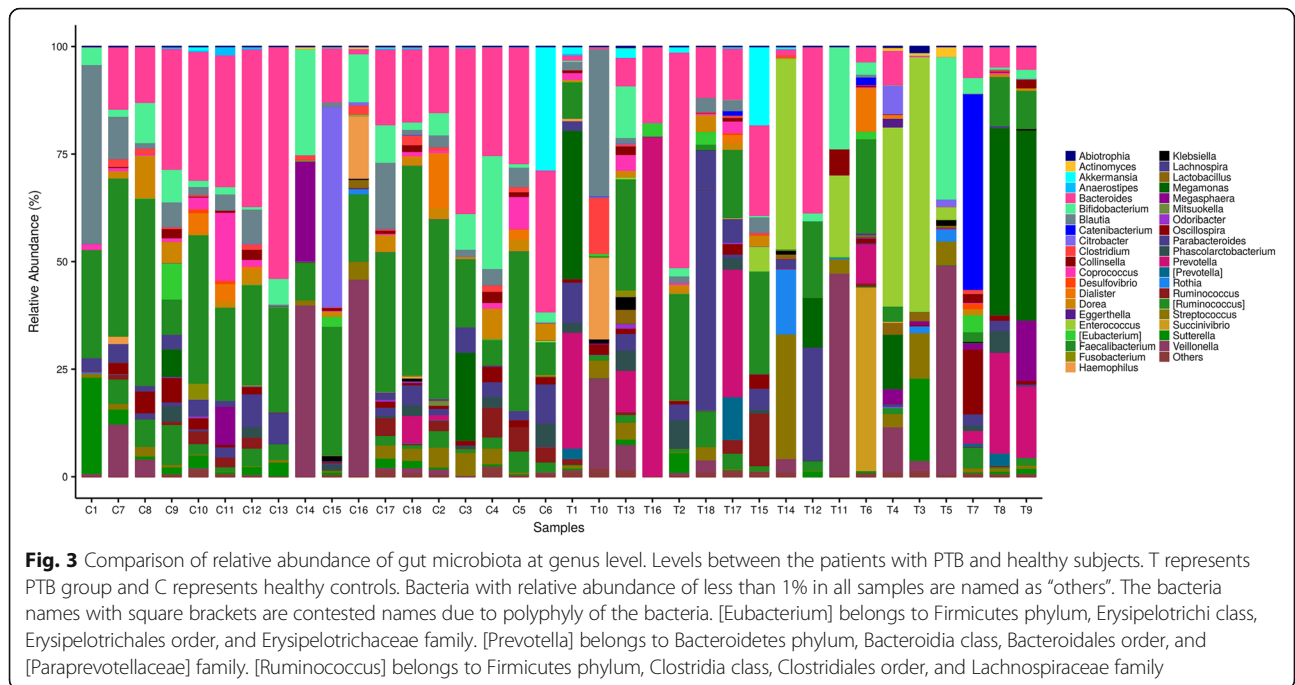 100
75
50
25
0
Relative Abundance (%)
C1 C7 C8 C9 C10 C11 C12 C13 C14 C15 C16 C17 C18 C2 C3 C4 C5 C6 T1 T10 T13 T16 T2 T18 T17 T15 T14 T12 T11 T6 T4 T3 T5 T7 T8 T9
Samples
Abiotrophia
Actinomyces
Akkermansia
Anaerostipes
Bacteroides
Bifidobacterium
Blautia
Catenibacterium
Citrobacter
Clostridium
Collinsella
Coprococcus
Desulfovibrio
Dialister
Dorea
Eggerthella
Enterococcus
[Eubacterium]
Faecalibacterium
Fusobacterium
Haemophilus
Klebsiella
Lachnospira
Lactobacillus
Megamonas
Megasphaera
Mitsuokella
Odoribacter
Oscillospira
Parabacteroides
Phascolarctobacterium
Prevotella
[Prevotella]
Rothia
Ruminococcus
[Ruminococcus]
Streptococcus
Succinivibrio
Sutterella
Veillonella
Others
Fig. 3 Comparison of relative abundance of gut microbiota at genus level. Levels between the patients with PTB and healthy subjects. T represents
PTB group and C represents healthy controls. Bacteria with relative abundance of less than 1% in all samples are named as “others”. The bacteria
names with square brackets are contested names due to polyphyly of the bacteria. [Eubacterium] belongs to Firmicutes phylum, Erysipelotrichi class,
Erysipelotrichales order, and Erysipelotrichaceae family. [Prevotella] belongs to Bacteroidetes phylum, Bacteroidia class, Bacteroidales order, and
[Paraprevotellaceae] family. [Ruminococcus] belongs to Firmicutes phylum, Clostridia class, Clostridiales order, and Lachnospiraceae family